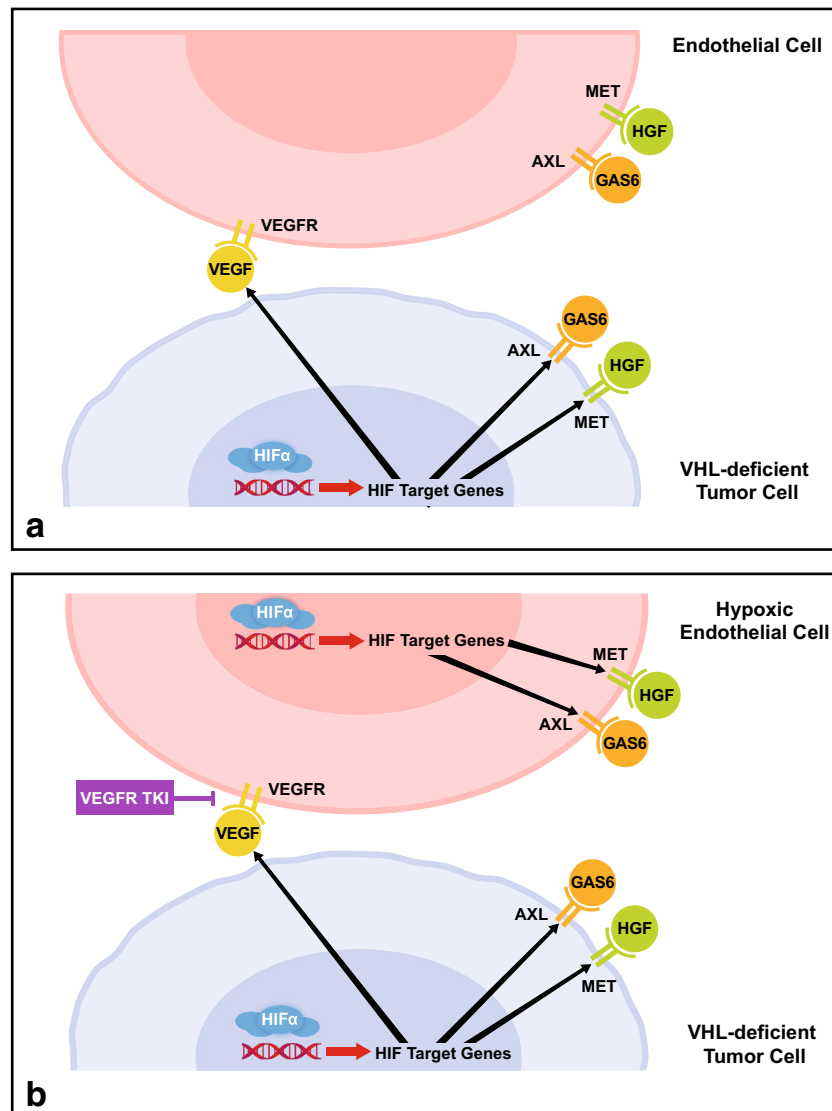 Endothelial Cell
MET
HGF
AXL
GAS6
VEGFR
VEGF
GAS6
AXL
HGF
MET
HIFα
HIF Target Genes
VHL-deficient
Tumor Cell
a
HIFα
HIF Target Genes
Hypoxic
Endothelial Cell
MET
HGF
AXL
GAS6
VEGFR TKI
VEGFR
VEGF
GAS6
AXL
HGF
MET
HIFα
HIF Target Genes
VHL-deficient
Tumor Cell
b